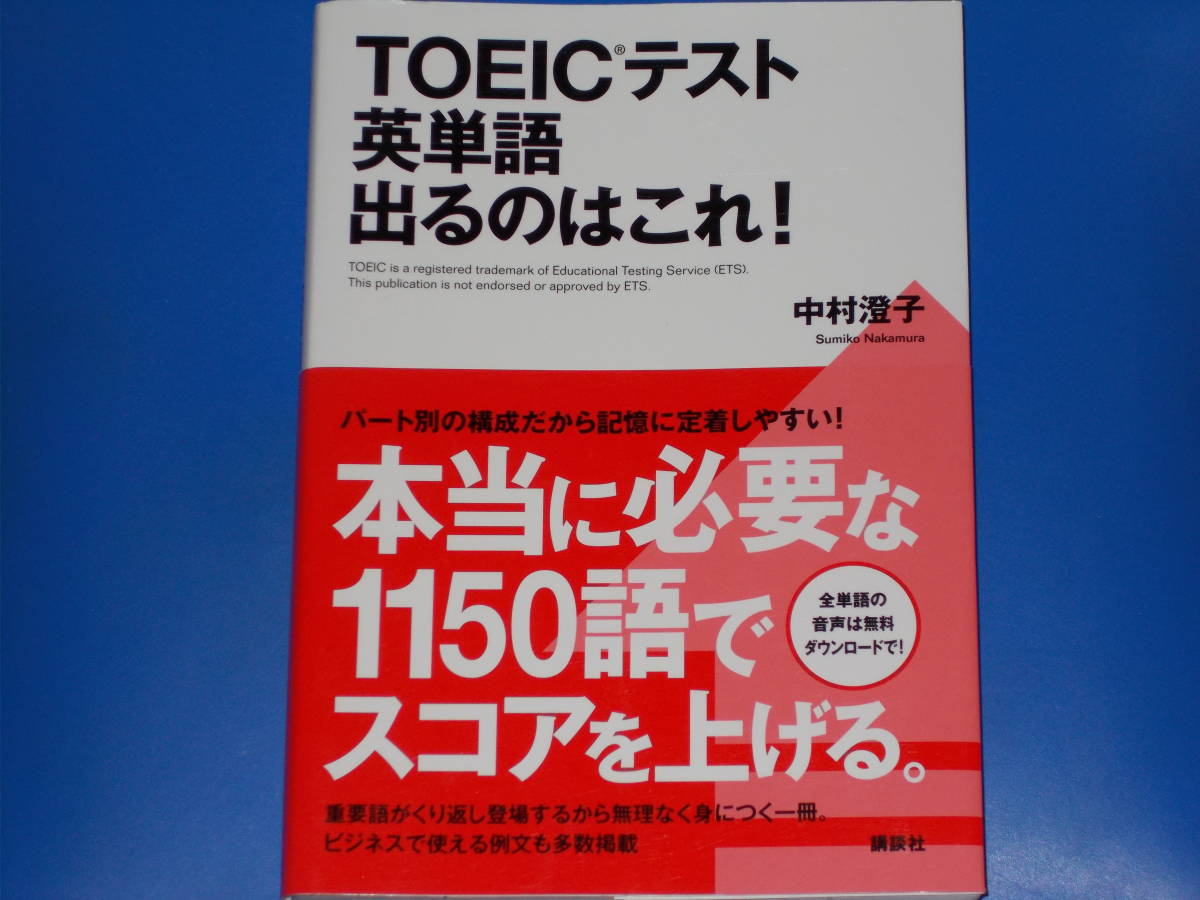 TOEIC®テスト
英単語
出るのはこれ!
TOEIC is a registered trademark of Educational Testing Service (ETS).
This publication is not endorsed or approved by ETS.
中村澄子
Sumiko Nakamura
パート別の構成だから記憶に定着しやすい!
本当に必要な
1150語で
スコアを上げる。
全単語の
音声は無料
ダウンロードで!
重要語がくり返し登場するから無理なく身につく一冊。
ビジネスで使える例文も多数掲載
講談社